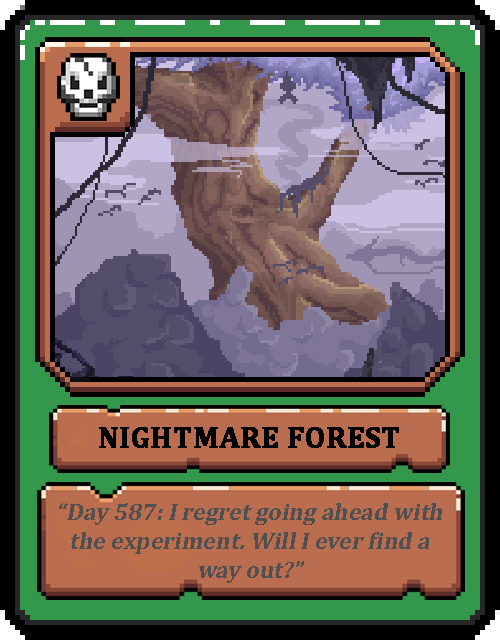 NIGHTMARE FOREST
“Day 587: I regret going ahead with
the experiment. Will I ever find a
way out?”